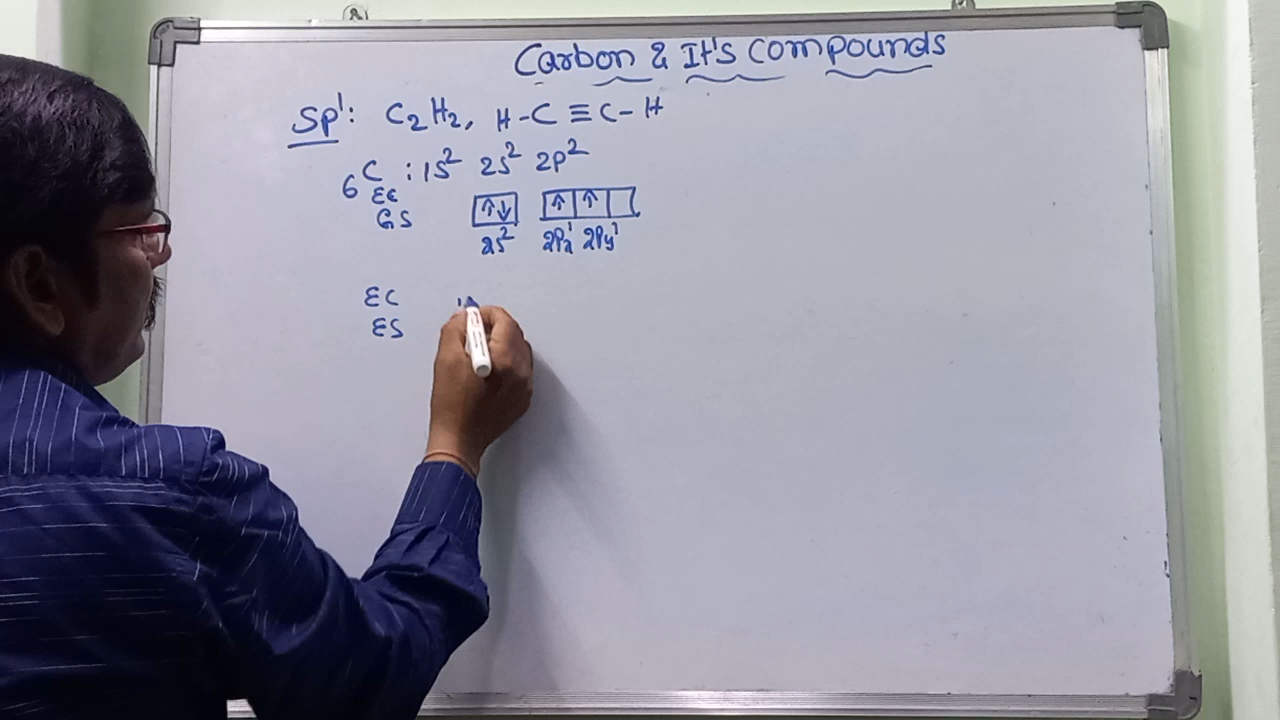 Carbon & It's Compounds
SP¹: C₂H₂, H-C≡C-H
₆C : 1S² 2S² 2P²
EC
GS ↑↓ ↑ ↑
2S² 2Px¹ 2Py¹
EC
ES